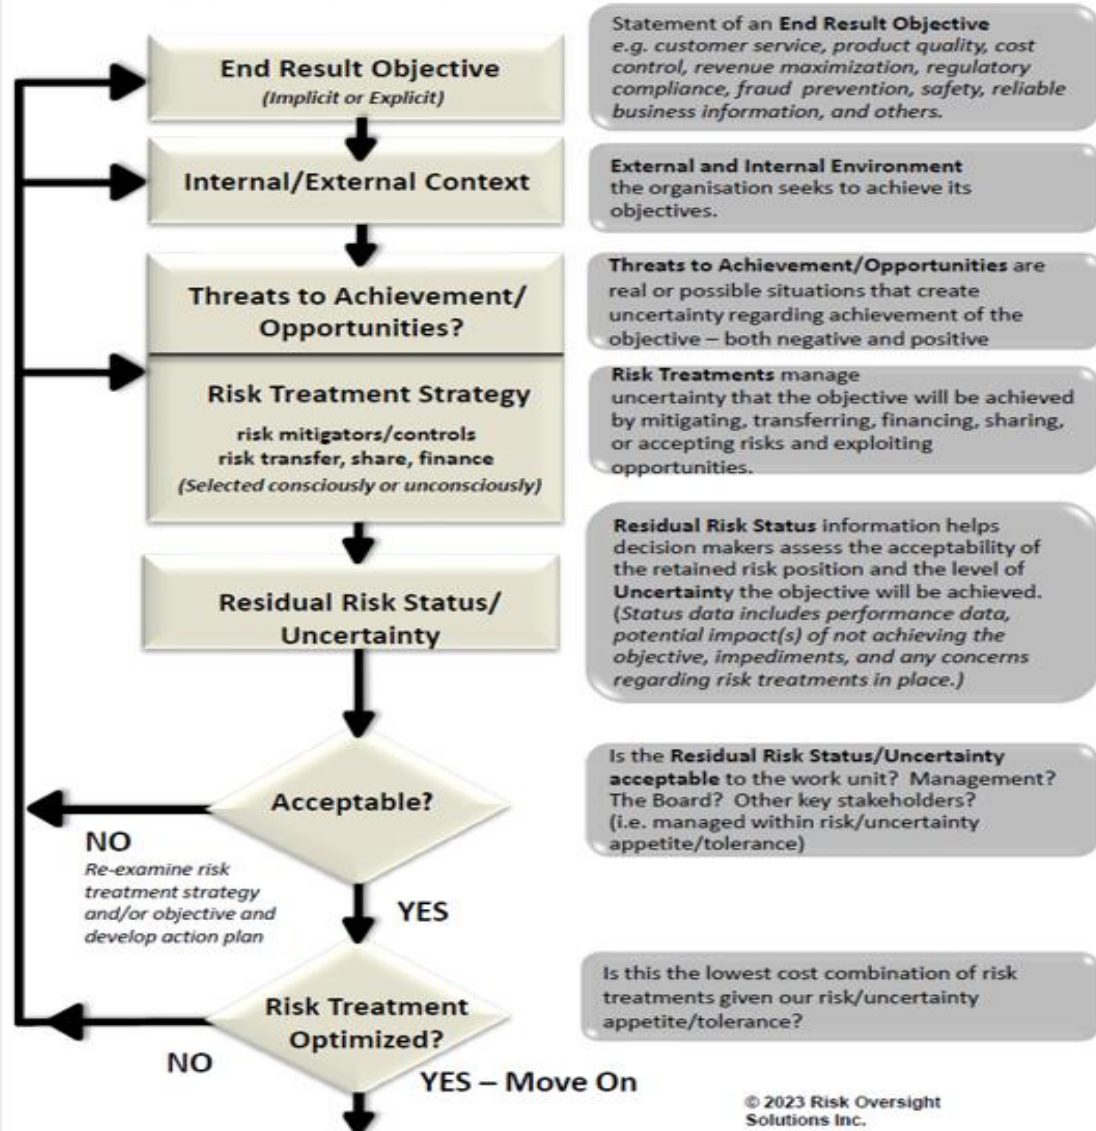 End Result Objective
(Implicit or Explicit)
Statement of an End Result Objective
e.g. customer service, product quality, cost
control, revenue maximization, regulatory
compliance, fraud prevention, safety, reliable
business information, and others.
Internal/External Context
External and Internal Environment
the organisation seeks to achieve its
objectives.
Threats to Achievement/
Opportunities?
Threats to Achievement/Opportunities are
real or possible situations that create
uncertainty regarding achievement of the
objective – both negative and positive
Risk Treatment Strategy
risk mitigators/controls
risk transfer, share, finance
(Selected consciously or unconsciously)
Risk Treatments manage
uncertainty that the objective will be achieved
by mitigating, transferring, financing, sharing,
or accepting risks and exploiting
opportunities.
Residual Risk Status/
Uncertainty
Residual Risk Status information helps
decision makers assess the acceptability of
the retained risk position and the level of
Uncertainty the objective will be achieved.
(Status data includes performance data,
potential impact(s) of not achieving the
objective, impediments, and any concerns
regarding risk treatments in place.)
Acceptable?
Is the Residual Risk Status/Uncertainty
acceptable to the work unit? Management?
The Board? Other key stakeholders?
(i.e. managed within risk/uncertainty
appetite/tolerance)
NO
Re-examine risk
treatment strategy
and/or objective and
develop action plan
YES
Risk Treatment
Optimized?
Is this the lowest cost combination of risk
treatments given our risk/uncertainty
appetite/tolerance?
NO
YES – Move On
© 2023 Risk Oversight
Solutions Inc.